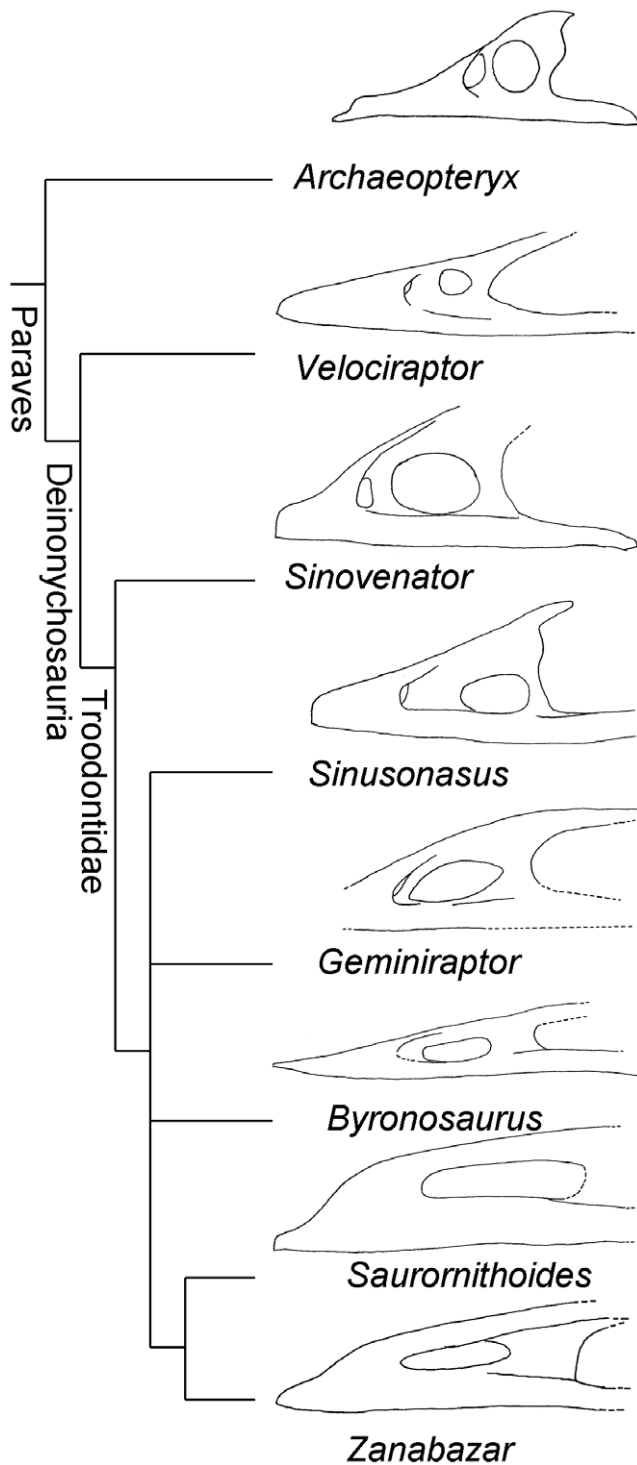 Archaeopteryx
Paraves
Velociraptor
Deinonychosauria
Sinovenator
Troodontidae
Sinusonasus
Geminiraptor
Byronosaurus
Saurornithoides
Zanabazar